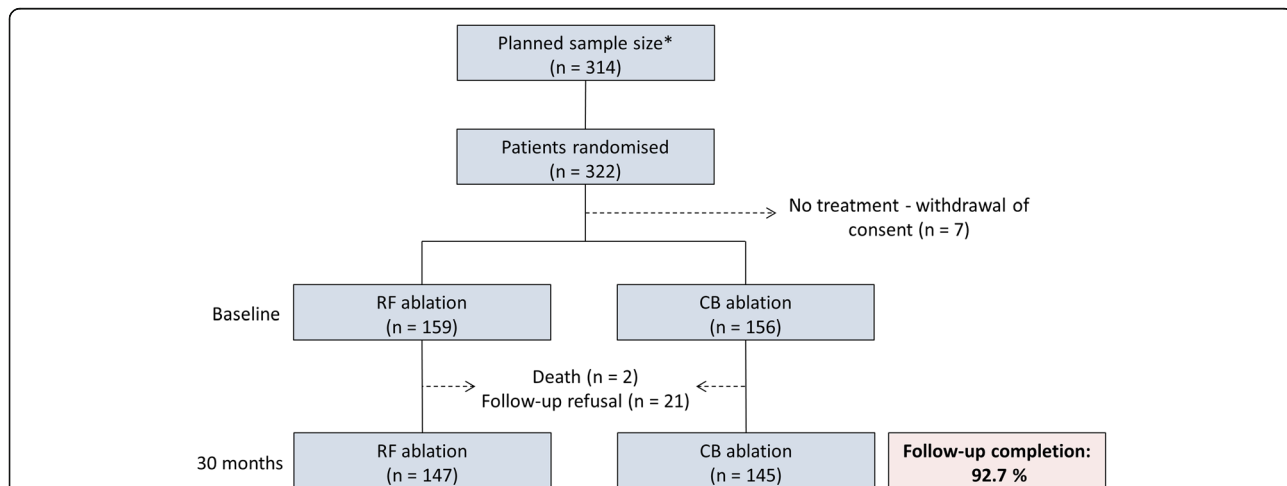 Planned sample size*
(n = 314)
Patients randomised
(n = 322)
No treatment - withdrawal of
consent (n = 7)
Baseline
RF ablation
(n = 159)
CB ablation
(n = 156)
Death (n = 2)
Follow-up refusal (n = 21)
30 months
RF ablation
(n = 147)
CB ablation
(n = 145)
Follow-up completion:
92.7 %